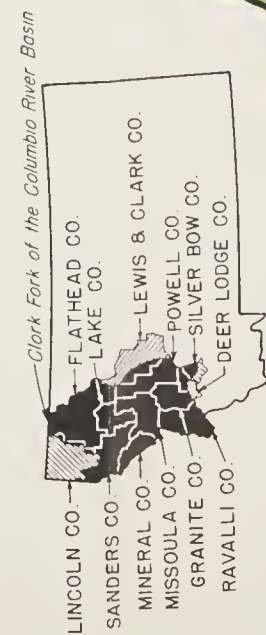 Clark Fork of the Columbia River Basin
LINCOLN CO.
FLATHEAD CO.
LAKE CO.
SANDERS CO.
LEWIS & CLARK CO.
MINERAL CO.
MISSOULA CO.
POWELL CO.
GRANITE CO.
SILVER BOW CO.
RAVALLI CO.
DEER LODGE CO.